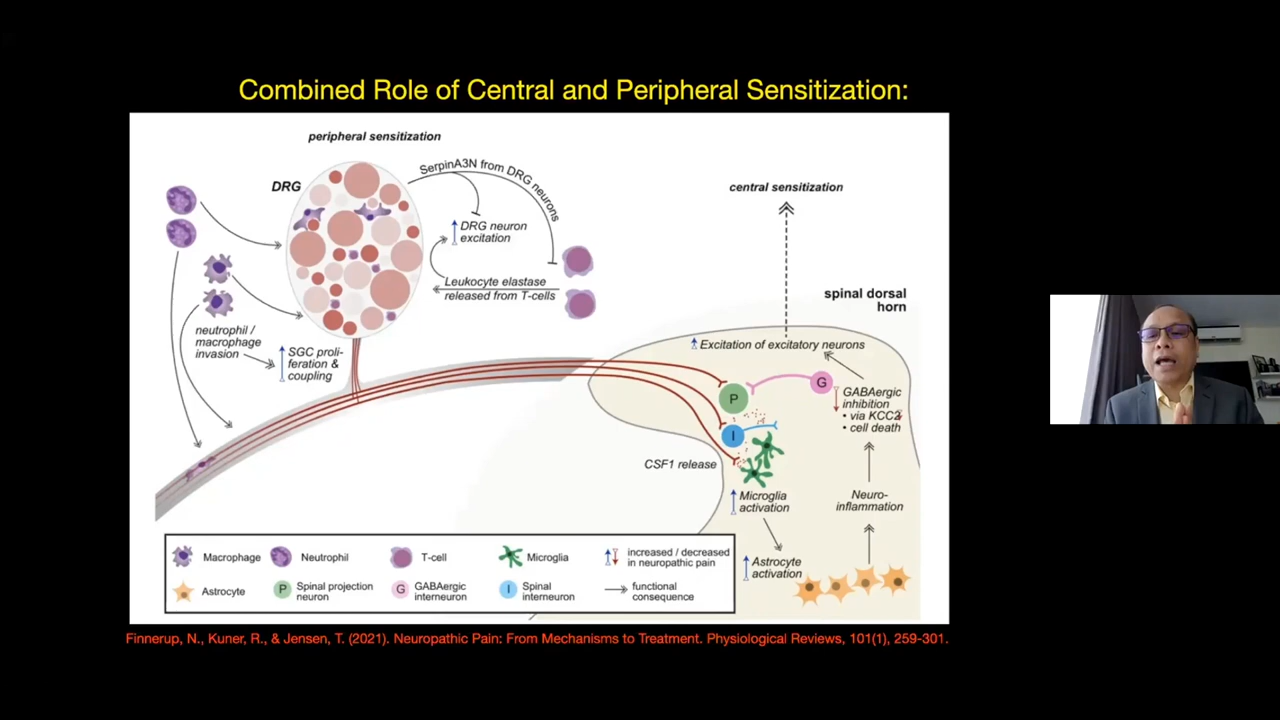 Combined Role of Central and Peripheral Sensitization:
peripheral sensitization
DRG
SerpinA3N from DRG neurons
DRG neuron
excitation
Leukocyte elastase
released from T-cells
neutrophil /
macrophage
invasion
SGC proli-
feration &
coupling
central sensitization
spinal dorsal
horn
Excitation of excitatory neurons
P
G
I
GABAergic
inhibition
• via KCC2
• cell death
CSF1 release
Microglia
activation
Neuro-
inflammation
Astrocyte
activation
Macrophage
Neutrophil
T-cell
Microglia
increased / decreased
in neuropathic pain
Astrocyte
P
Spinal projection
neuron
G
GABAergic
interneuron
I
Spinal
interneuron
functional
consequence
Finnerup, N., Kuner, R., & Jensen, T. (2021). Neuropathic Pain: From Mechanisms to Treatment. Physiological Reviews, 101(1), 259-301.